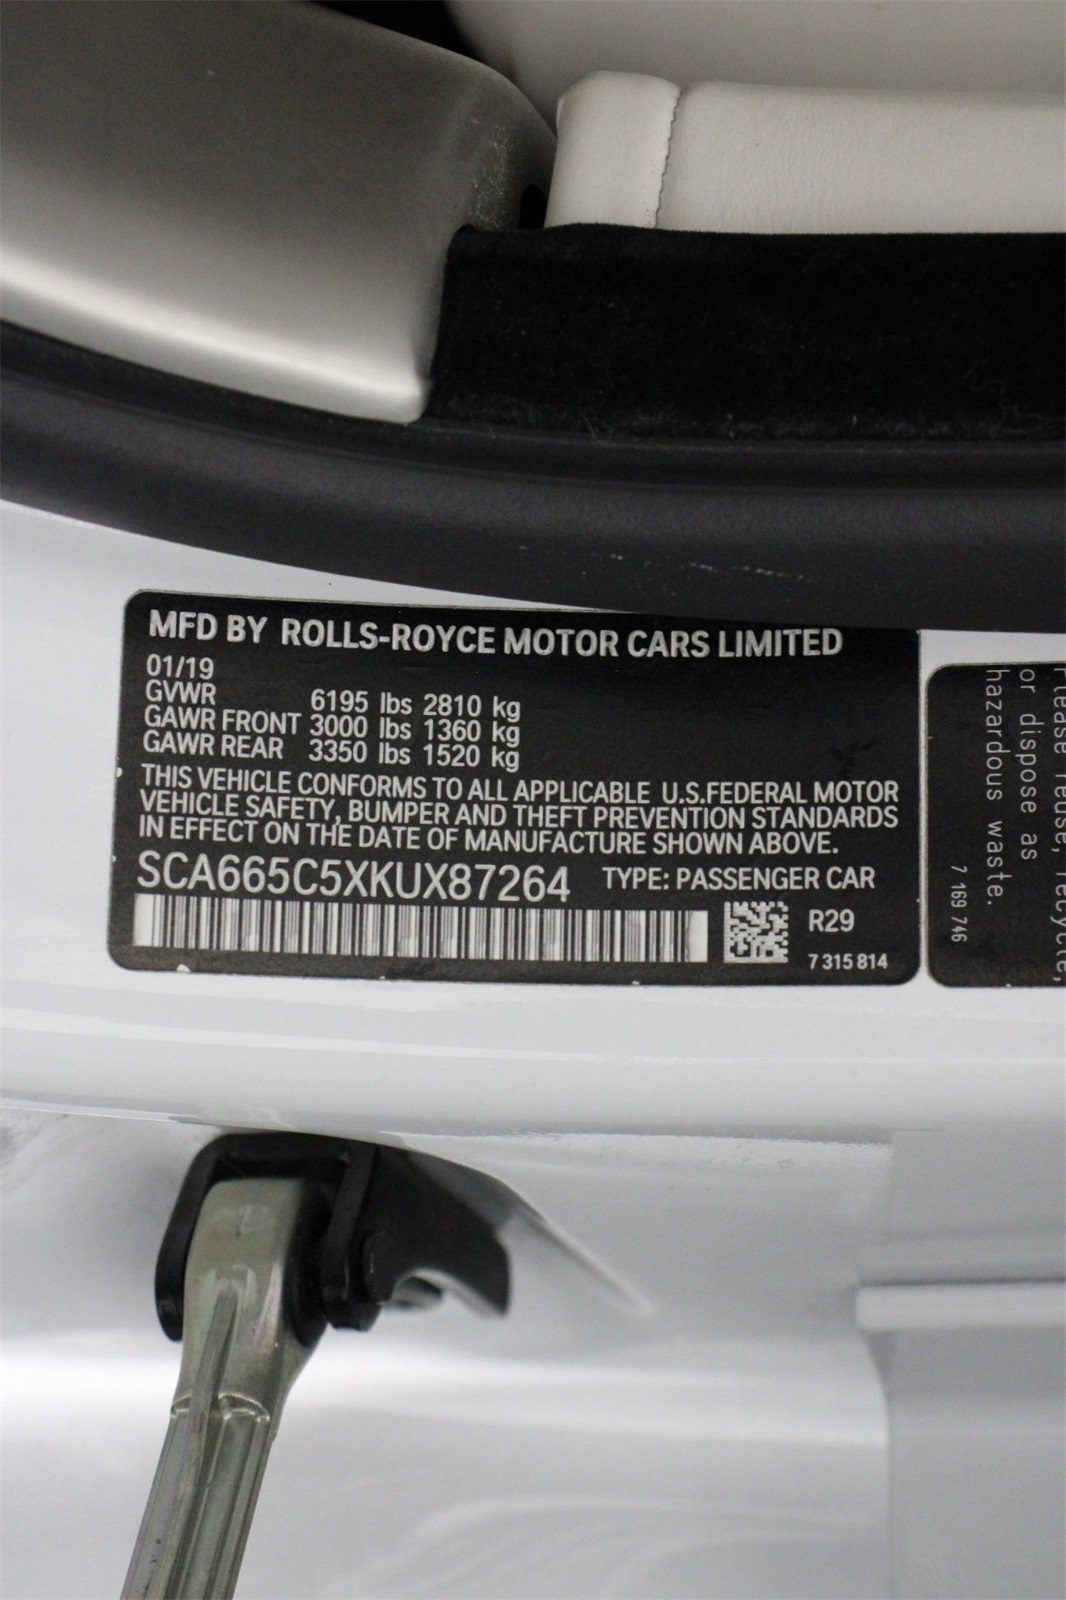 MFD BY ROLLS-ROYCE MOTOR CARS LIMITED
01/19
GVWR 6195 lbs 2810 kg
GAWR FRONT 3000 lbs 1360 kg
GAWR REAR 3350 lbs 1520 kg
THIS VEHICLE CONFORMS TO ALL APPLICABLE U.S.FEDERAL MOTOR
VEHICLE SAFETY, BUMPER AND THEFT PREVENTION STANDARDS
IN EFFECT ON THE DATE OF MANUFACTURE SHOWN ABOVE.
SCA665C5XKUX87264 TYPE: PASSENGER CAR
R29
7 315 814
Please reuse, recycle,
or dispose as
hazardous waste.
7 169 746